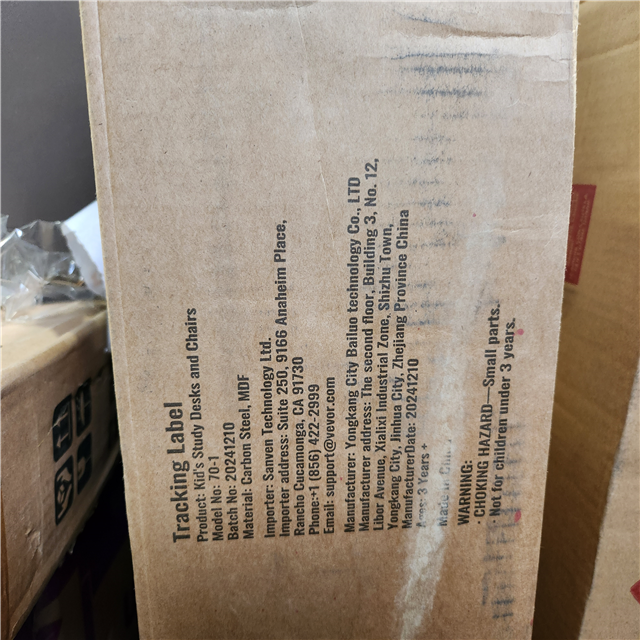 Tracking Label
Product: Kid's Study Desks and Chairs
Model No: 70-1
Batch No: 20241210
Material: Carbon Steel, MDF
Importer: Sanven Technology Ltd.
Importer address: Suite 250, 9166 Anaheim Place,
Rancho Cucamonga, CA 91730
Phone:+1 (856) 422-2999
Email: support@vevor.com
Manufacturer: Yongkang City Bailuo technology Co., LTD
Manufacturer address: The second floor, Building 3, No. 12,
Libor Avenue, Xialixi Industrial Zone, Shizhu Town,
Yongkang City, Jinhua City, Zhejiang Province China
ManufacturerDate: 20241210
Ages: 3 Years +
Made in China
WARNING:
· CHOKING HAZARD—Small parts.
Not for children under 3 years.